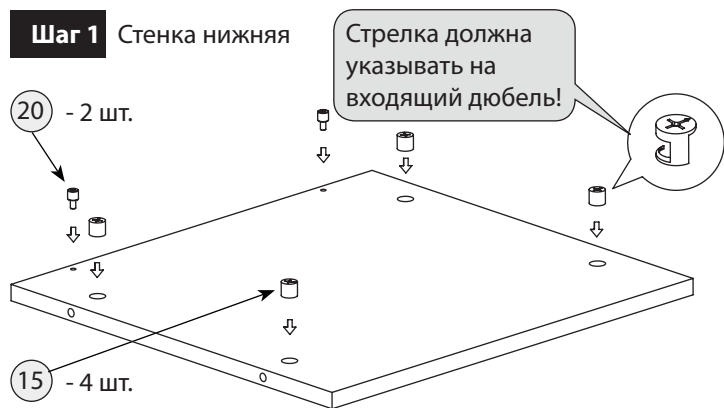 Шаг 1 Стенка нижняя
Стрелка должна
указывать на
входящий дюбель!
20 - 2 шт.
15 - 4 шт.